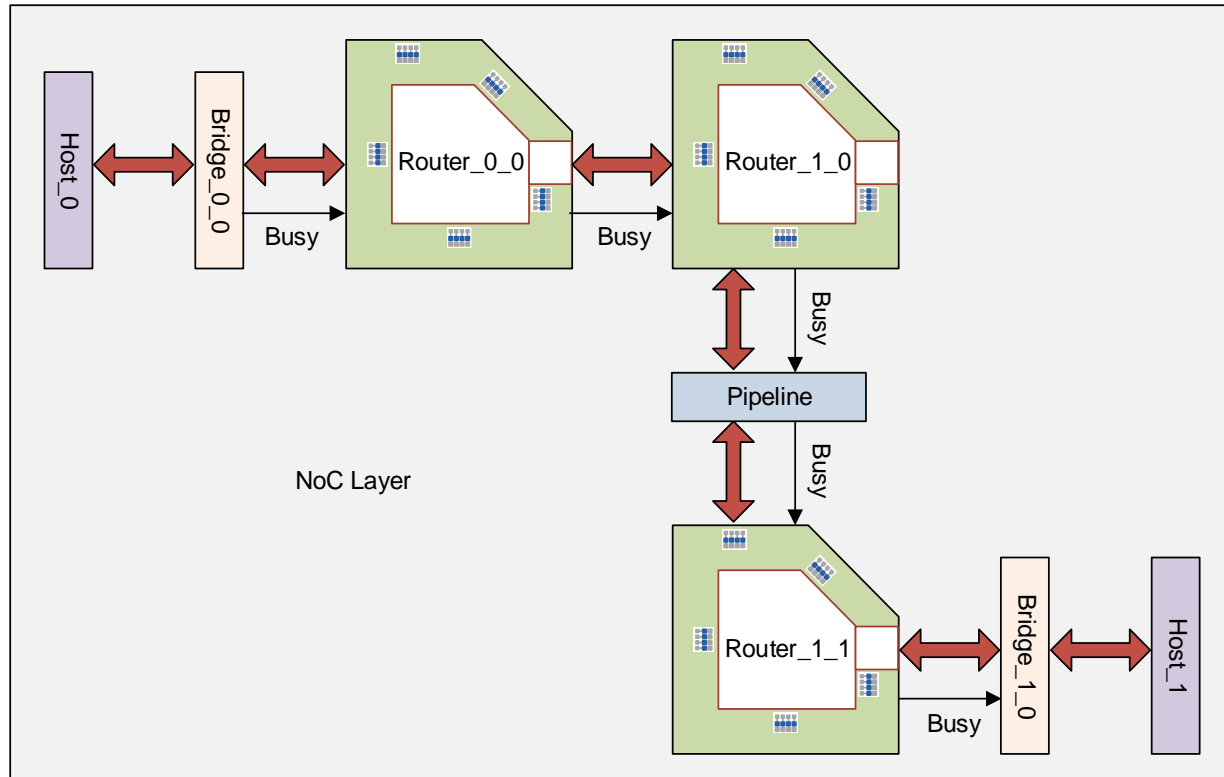 Host_0
Bridge_0_0
Busy
Router_0_0
Busy
Router_1_0
Busy
Pipeline
Busy
NoC Layer
Router_1_1
Busy
Bridge_1_0
Host_1